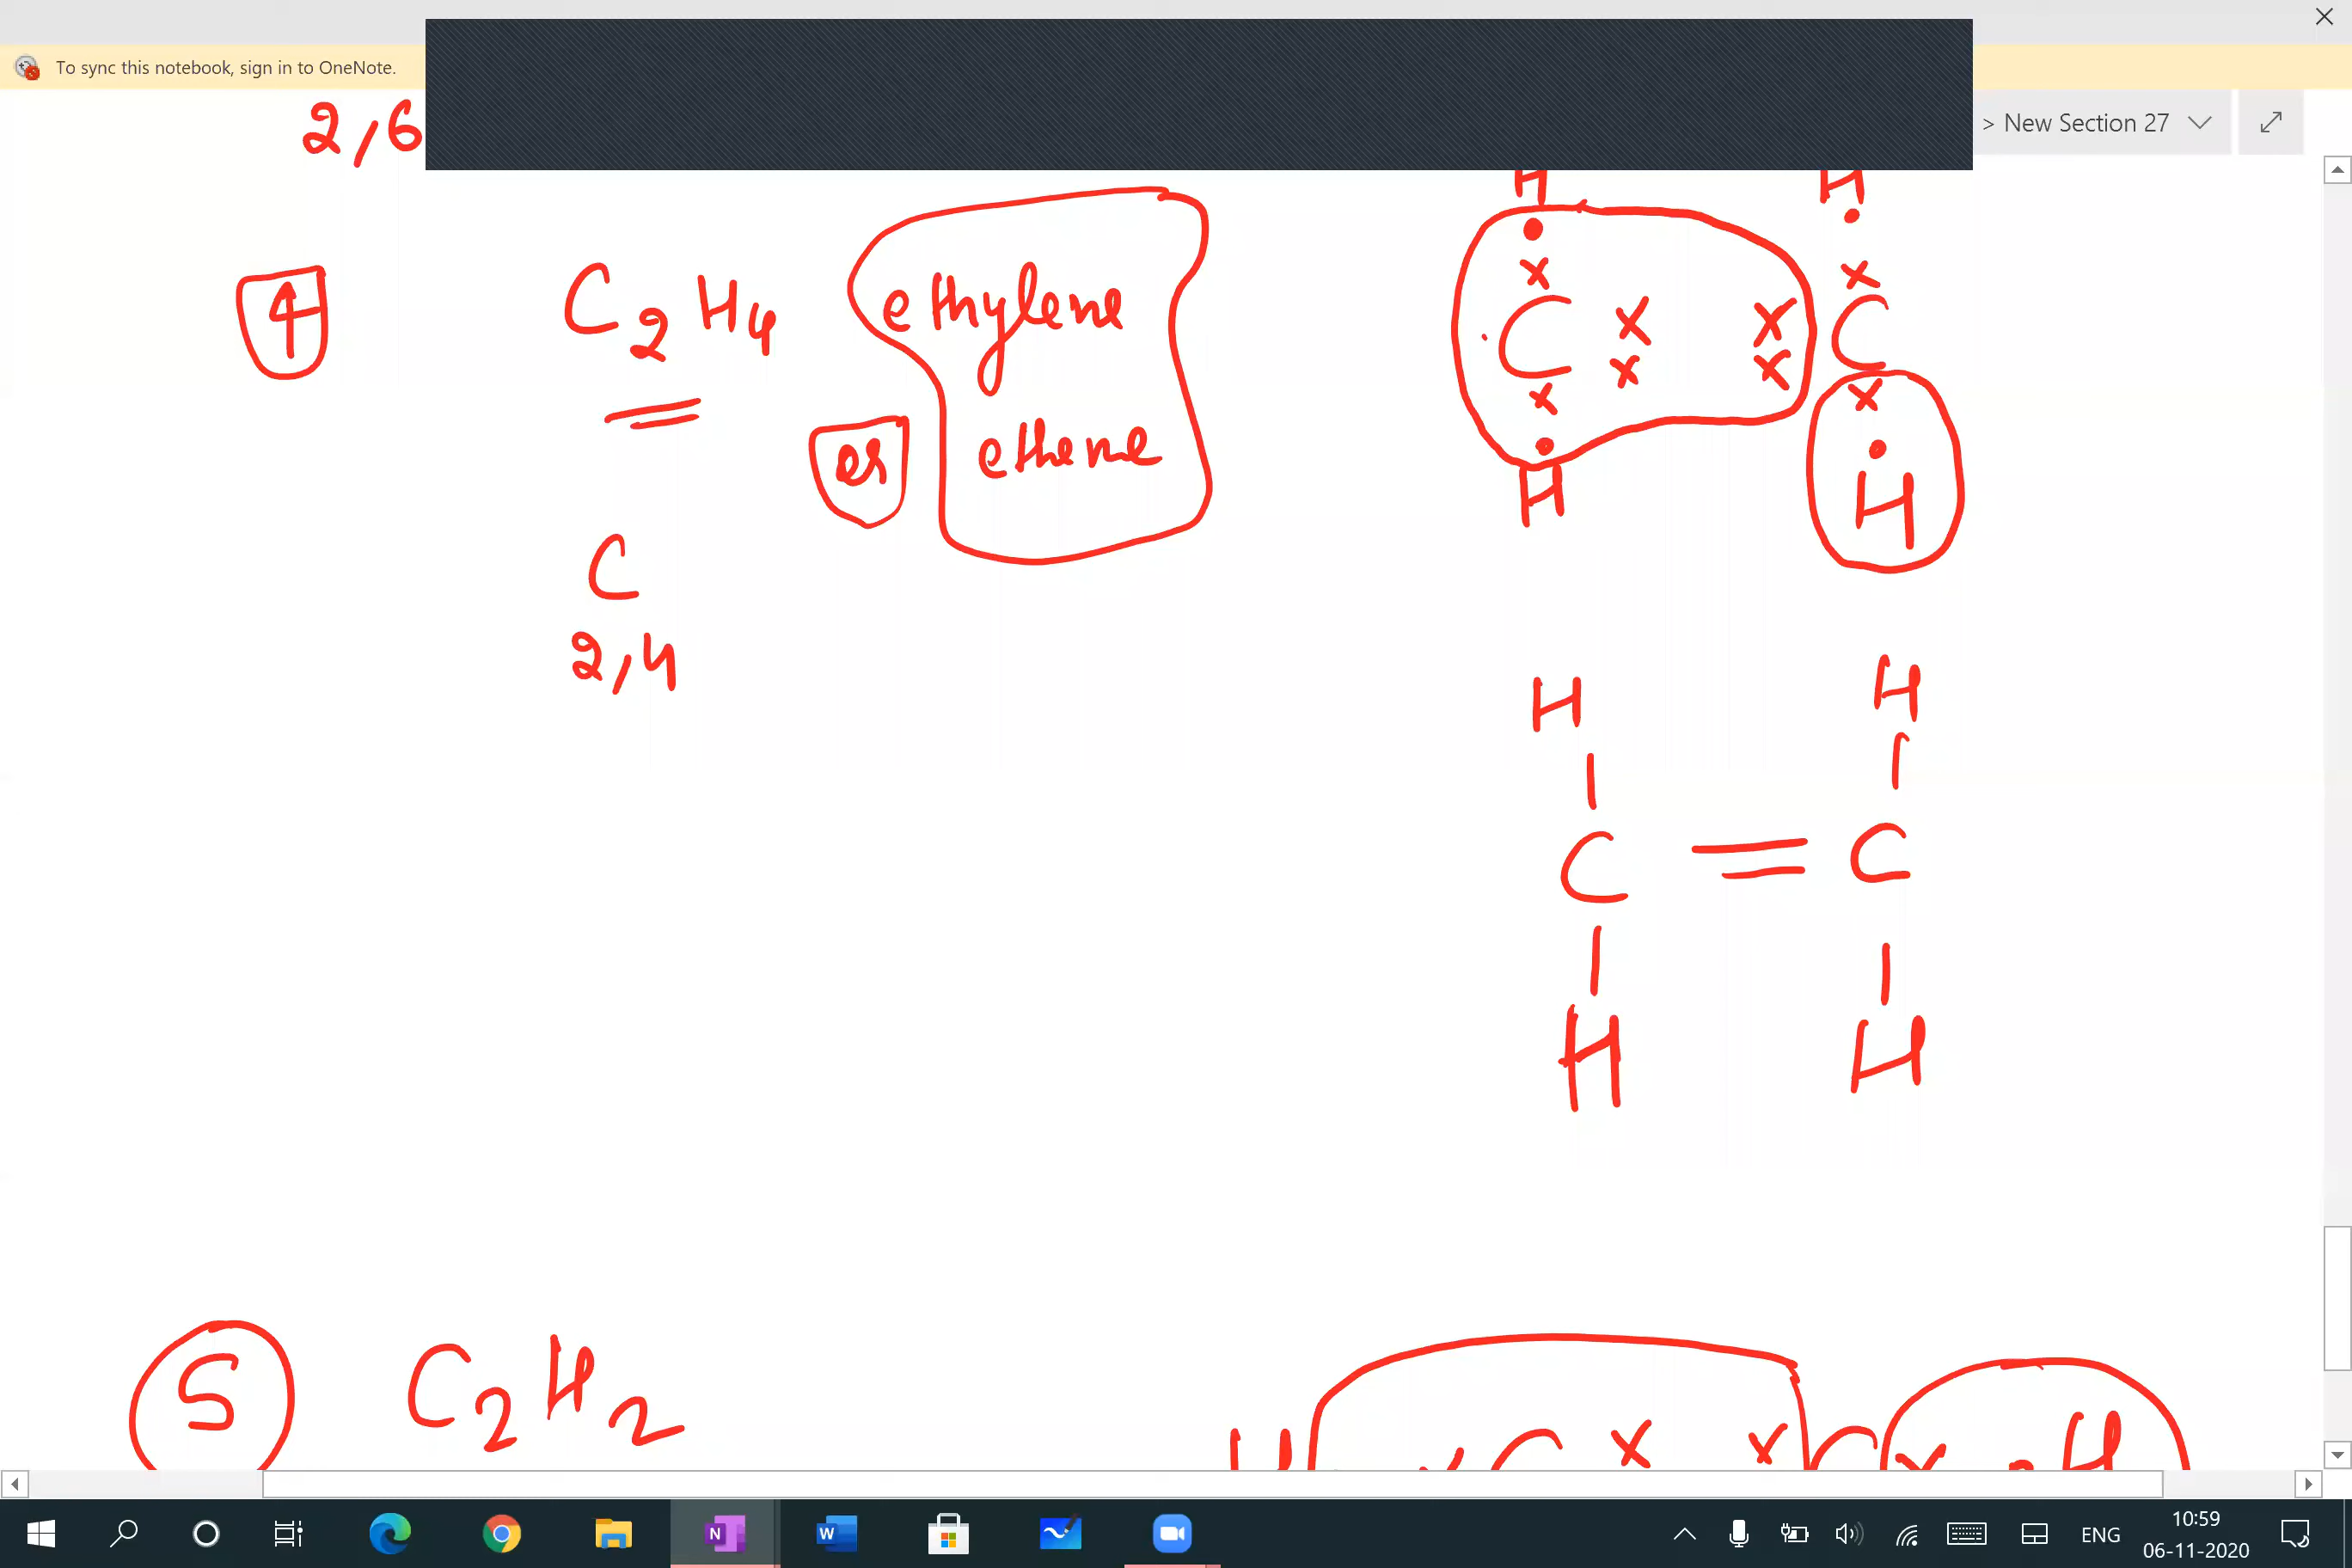 To sync this notebook, sign in to OneNote.
> New Section 27
2,6
H H
4 C2H4 ethylene
or ethene
C
2,4
• x x
C x x C
x x
x x
• •
H H
H H
C = C
H H
5 C2H2
H x C x x C x • H
ENG
10:59
06-11-2020